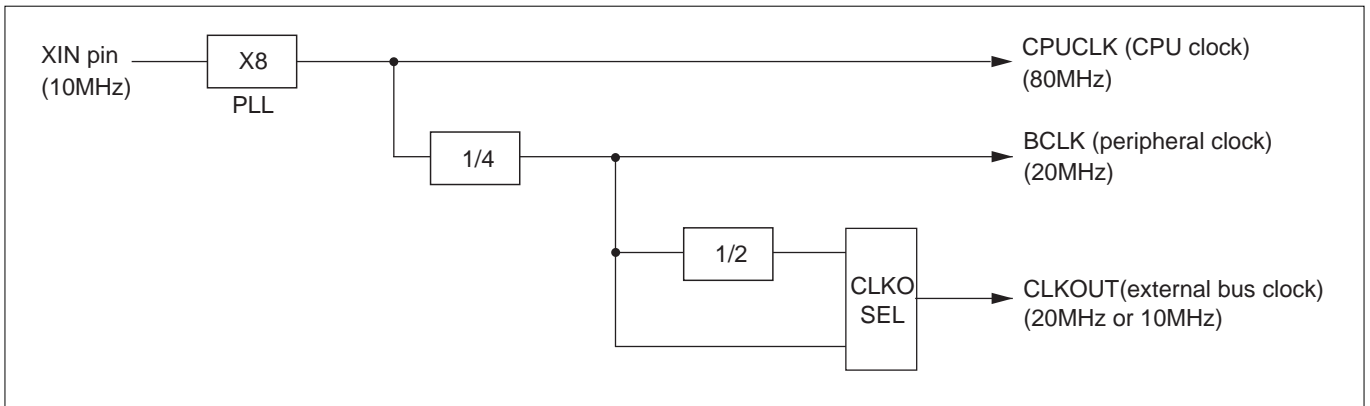 XIN pin
(10MHz)
X8
PLL
CPUCLK (CPU clock)
(80MHz)
1/4
BCLK (peripheral clock)
(20MHz)
1/2
CLKO
SEL
CLKOUT(external bus clock)
(20MHz or 10MHz)